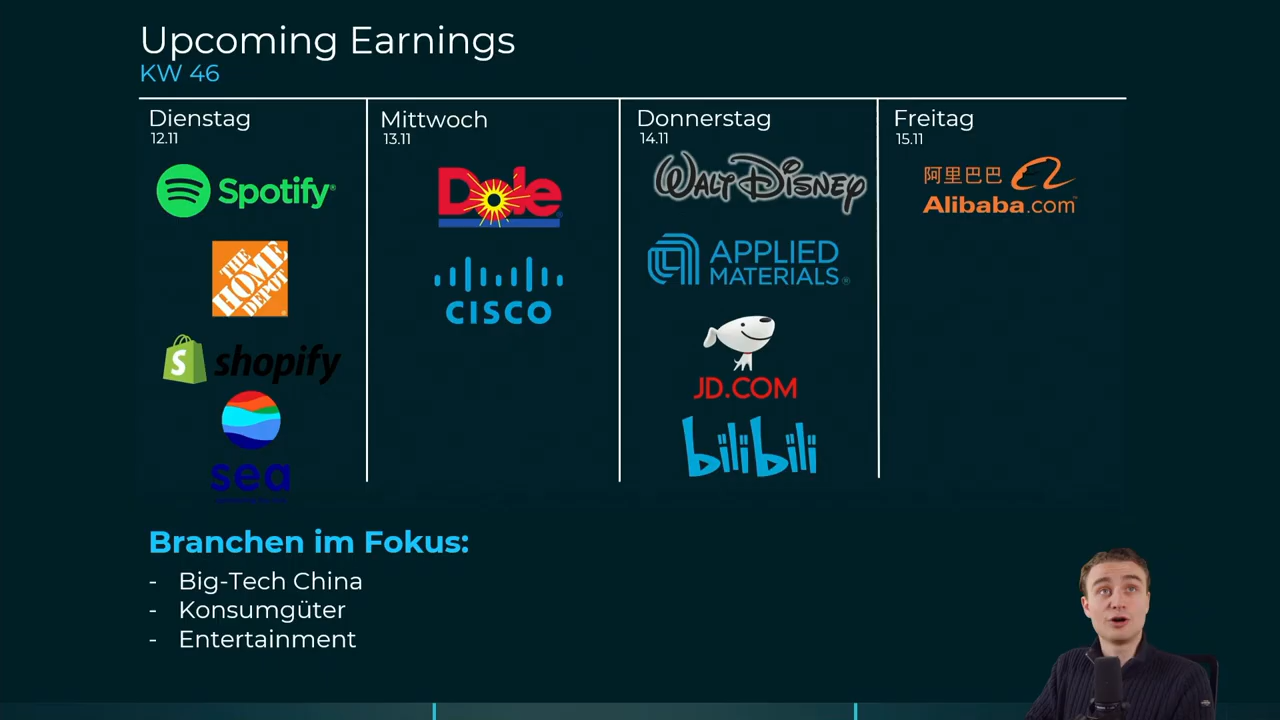 Upcoming Earnings
KW 46
Dienstag
12.11
Spotify®
THE
HOME
DEPOT
shopify
sea
Mittwoch
13.11
Dole
CISCO
Donnerstag
14.11
WALT DISNEY
APPLIED
MATERIALS®
JD.COM
bilibili
Freitag
15.11
阿里巴巴
Alibaba.com™
Branchen im Fokus:
- Big-Tech China
- Konsumgüter
- Entertainment